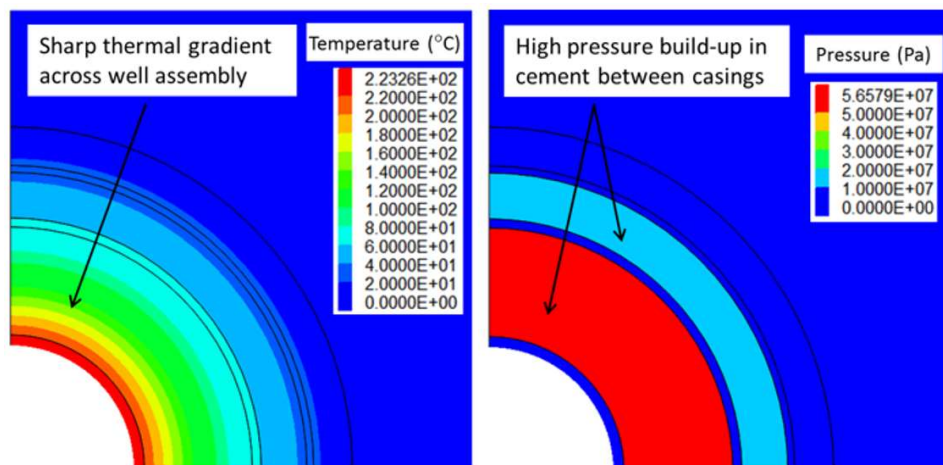 Sharp thermal gradient
across well assembly
Temperature (°C)
2.2326E+02
2.2000E+02
2.0000E+02
1.8000E+02
1.6000E+02
1.4000E+02
1.2000E+02
1.0000E+02
8.0000E+01
6.0000E+01
4.0000E+01
2.0000E+01
0.0000E+00
High pressure build-up in
cement between casings
Pressure (Pa)
5.6579E+07
5.0000E+07
4.0000E+07
3.0000E+07
2.0000E+07
1.0000E+07
0.0000E+00